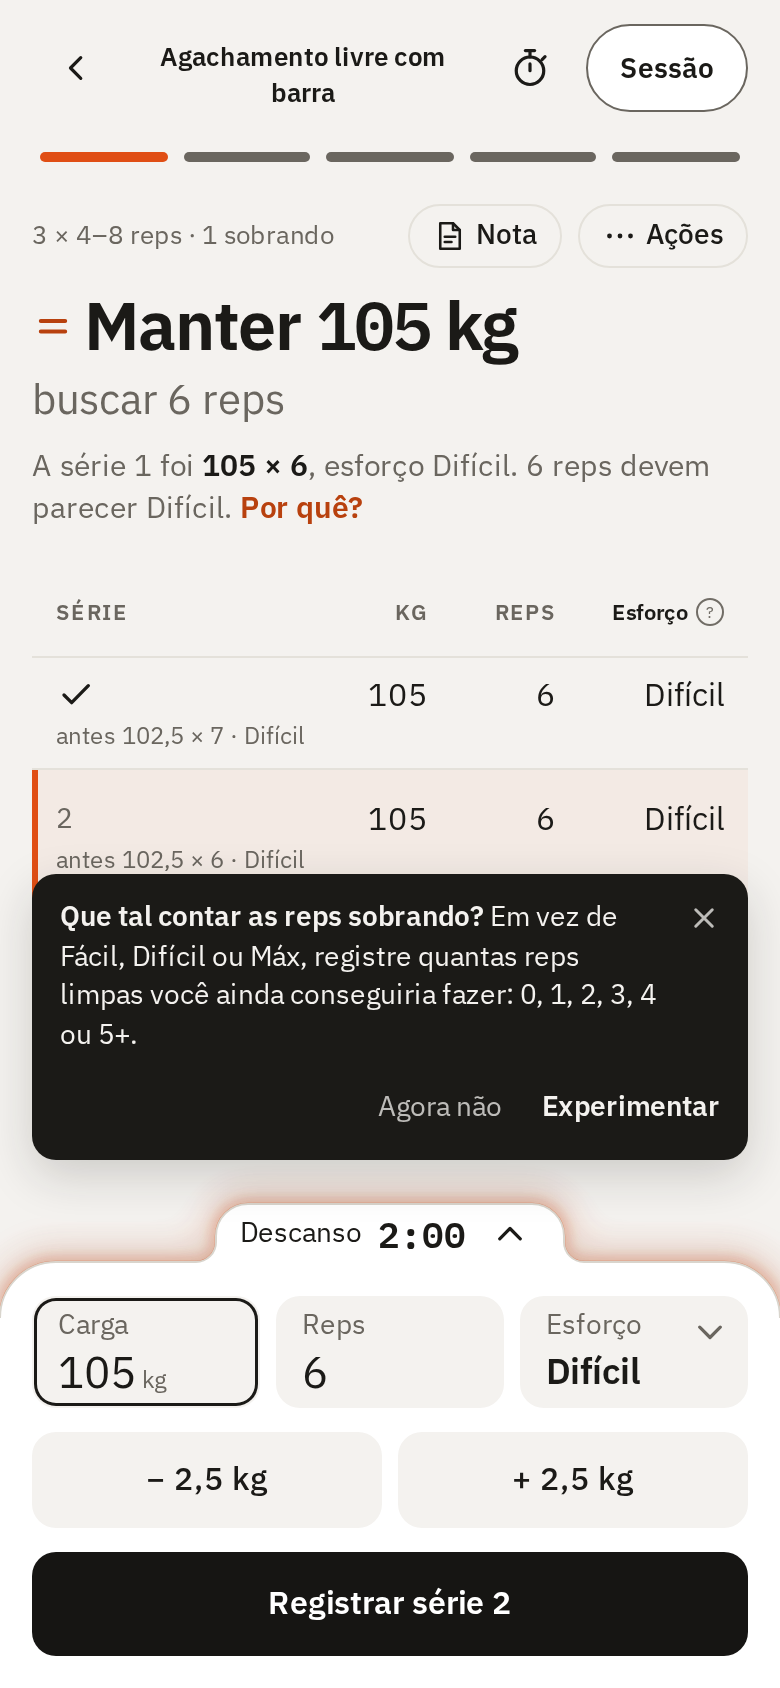 Agachamento livre com
barra
Sessão
3 × 4–8 reps · 1 sobrando
Nota
Ações
= Manter 105 kg
buscar 6 reps
A série 1 foi 105 × 6, esforço Difícil. 6 reps devem
parecer Difícil. Por quê?
SÉRIE KG REPS Esforço ?
105 6 Difícil
antes 102,5 × 7 · Difícil
2 105 6 Difícil
antes 102,5 × 6 · Difícil
Que tal contar as reps sobrando? Em vez de
Fácil, Difícil ou Máx, registre quantas reps
limpas você ainda conseguiria fazer: 0, 1, 2, 3, 4
ou 5+.
Agora não Experimentar
Descanso 2:00
Carga Reps Esforço
105 kg 6 Difícil
− 2,5 kg + 2,5 kg
Registrar série 2